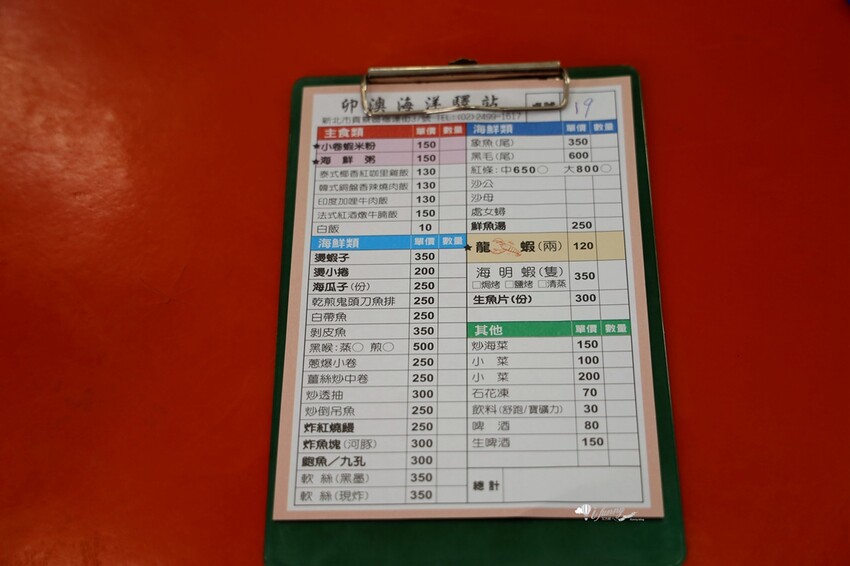 卯澳海洋驛站
19
TEL:(02)2499-1617
主食類 單價 數量
★小卷蝦米粉 150
★海鮮粥 150
泰式椰香紅咖里雞飯 130
韓式銅盤香辣燒肉飯 130
印度加哩牛肉飯 130
法式紅酒燉牛腩飯 150
白飯 10
海鮮類 單價 數量
燙蝦子 350
燙小捲 200
海瓜子(份) 250
乾煎鬼頭刀魚排 250
白帶魚 250
剝皮魚 350
黑喉:蒸○ 煎○ 500
蔥爆小卷 250
薑絲炒中卷 250
炒透抽 300
炒倒吊魚 250
炸紅燒鰻 250
炸魚塊(河豚) 300
鮑魚/九孔 300
軟絲(黑墨) 350
軟絲(現炸) 350
海鮮類 單價 數量
象魚(尾) 350
黑毛(尾) 600
紅條:中650○ 大800○
沙公
沙母
處女蟳
鮮魚湯 250
★龍蝦(兩) 120
海明蝦(隻) 350
□焗烤 □鹽烤 □清蒸
生魚片(份) 300
其他 單價 數量
炒海菜 150
小菜 100
小菜 200
石花凍 70
飲料(舒跑/寶礦力) 30
啤酒 80
生啤酒 150
總計